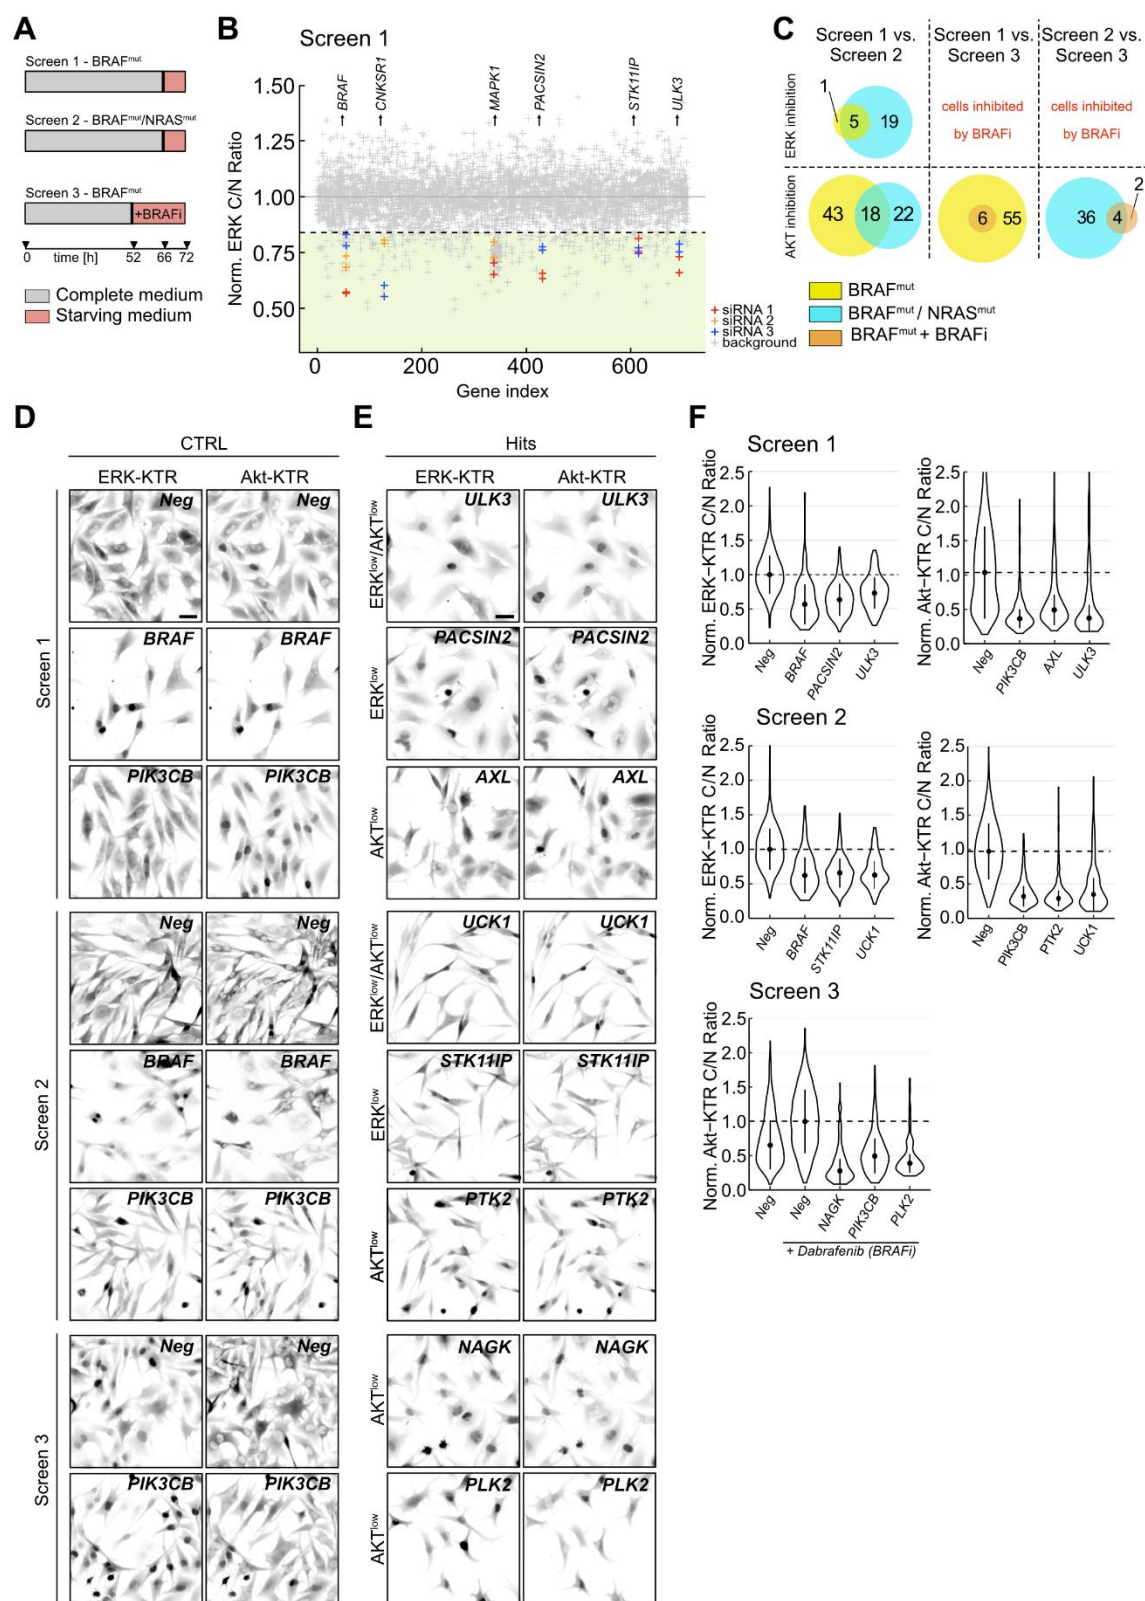 A
Screen 1 - BRAFmut
Screen 2 - BRAFmut/NRASmut
Screen 3 - BRAFmut
+BRAFi
0 time [h] 52 66 72
Complete medium
Starving medium
B
Screen 1
BRAF
CNKSR1
MAPK1
PACSIN2
STK11IP
ULK3
Norm. ERK C/N Ratio
1.50
1.25
1.00
0.75
0.50
0 200 400 600
Gene index
siRNA 1
siRNA 2
siRNA 3
background
C
Screen 1 vs. Screen 2
Screen 1 vs. Screen 3
Screen 2 vs. Screen 3
ERK inhibition
1 5 19
cells inhibited by BRAFi
cells inhibited by BRAFi
AKT inhibition
43 18 22
6 55
36 4 2
BRAFmut
BRAFmut / NRASmut
BRAFmut + BRAFi
D
CTRL
ERK-KTR Akt-KTR
Screen 1
Neg Neg
BRAF BRAF
PIK3CB PIK3CB
Screen 2
Neg Neg
BRAF BRAF
PIK3CB PIK3CB
Screen 3
Neg Neg
PIK3CB PIK3CB
E
Hits
ERK-KTR Akt-KTR
ERKlow/AKTlow
ULK3 ULK3
ERKlow
PACSIN2 PACSIN2
AKTlow
AXL AXL
ERKlow/AKTlow
UCK1 UCK1
ERKlow
STK11IP STK11IP
AKTlow
PTK2 PTK2
AKTlow
NAGK NAGK
AKTlow
PLK2 PLK2
F
Screen 1
Norm. ERK-KTR C/N Ratio
2.5
2.0
1.5
1.0
0.5
0.0
Neg BRAF PACSIN2 ULK3
Norm. Akt-KTR C/N Ratio
2.5
2.0
1.5
1.0
0.5
0.0
Neg PIK3CB AXL ULK3
Screen 2
Norm. ERK-KTR C/N Ratio
2.5
2.0
1.5
1.0
0.5
0.0
Neg BRAF STK11IP UCK1
Norm. Akt-KTR C/N Ratio
2.5
2.0
1.5
1.0
0.5
0.0
Neg PIK3CB PTK2 UCK1
Screen 3
Norm. Akt-KTR C/N Ratio
2.5
2.0
1.5
1.0
0.5
0.0
Neg Neg NAGK PIK3CB PLK2
+ Dabrafenib (BRAFi)